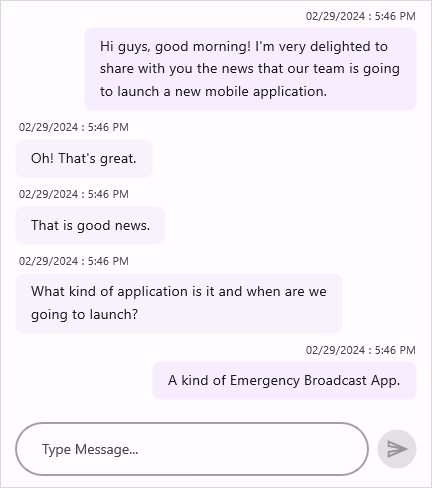 02/29/2024 : 5:46 PM
Hi guys, good morning! I'm very delighted to
share with you the news that our team is going
to launch a new mobile application.
02/29/2024 : 5:46 PM
Oh! That's great.
02/29/2024 : 5:46 PM
That is good news.
02/29/2024 : 5:46 PM
What kind of application is it and when are we
going to launch?
02/29/2024 : 5:46 PM
A kind of Emergency Broadcast App.
Type Message...